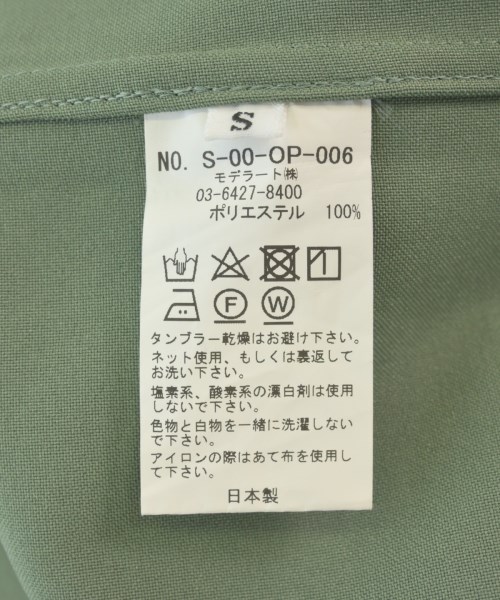 S
NO. S-00-OP-006
モデラート㈱
03-6427-8400
ポリエステル 100%
F W
タンブラー乾燥はお避け下さい。
ネット使用、もしくは裏返して
お洗い下さい。
塩素系、酸素系の漂白剤は使用
しないで下さい。
色物と白物を一緒に洗濯しない
で下さい。
アイロンの際はあて布を使用し
て下さい。
日本製